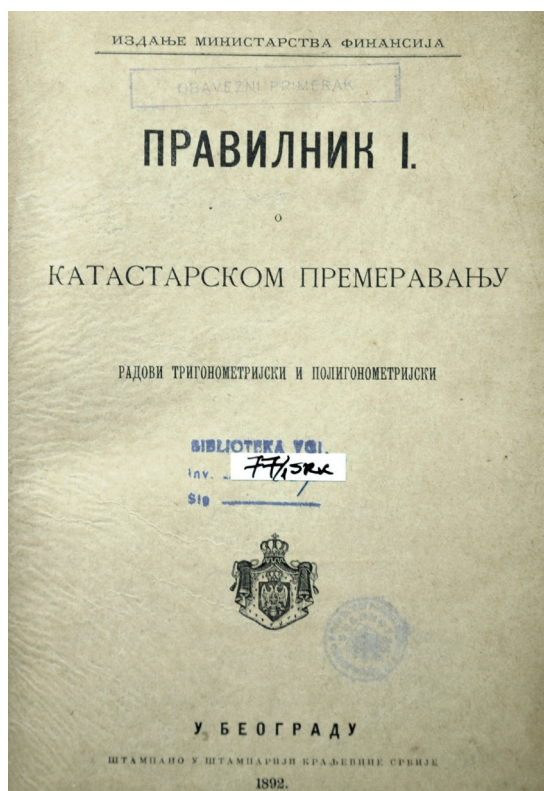 ИЗДАЊЕ МИНИСТАРСТВА ФИНАНСИЈА
OBAVEZNI PRIMERAK
ПРАВИЛНИК I.
О
КАТАСТАРСКОМ ПРЕМЕРАВАЊУ
РАДОВИ ТРИГОНОМЕТРИЈСКИ И ПОЛИГОНОМЕТРИЈСКИ
BIBLIOTEKA VGI.
Inv.
Sig
У БЕОГРАДУ
ШТАМПАНО У ШТАМПАРИЈИ КРАЉЕВИНЕ СРБИЈЕ
1892.